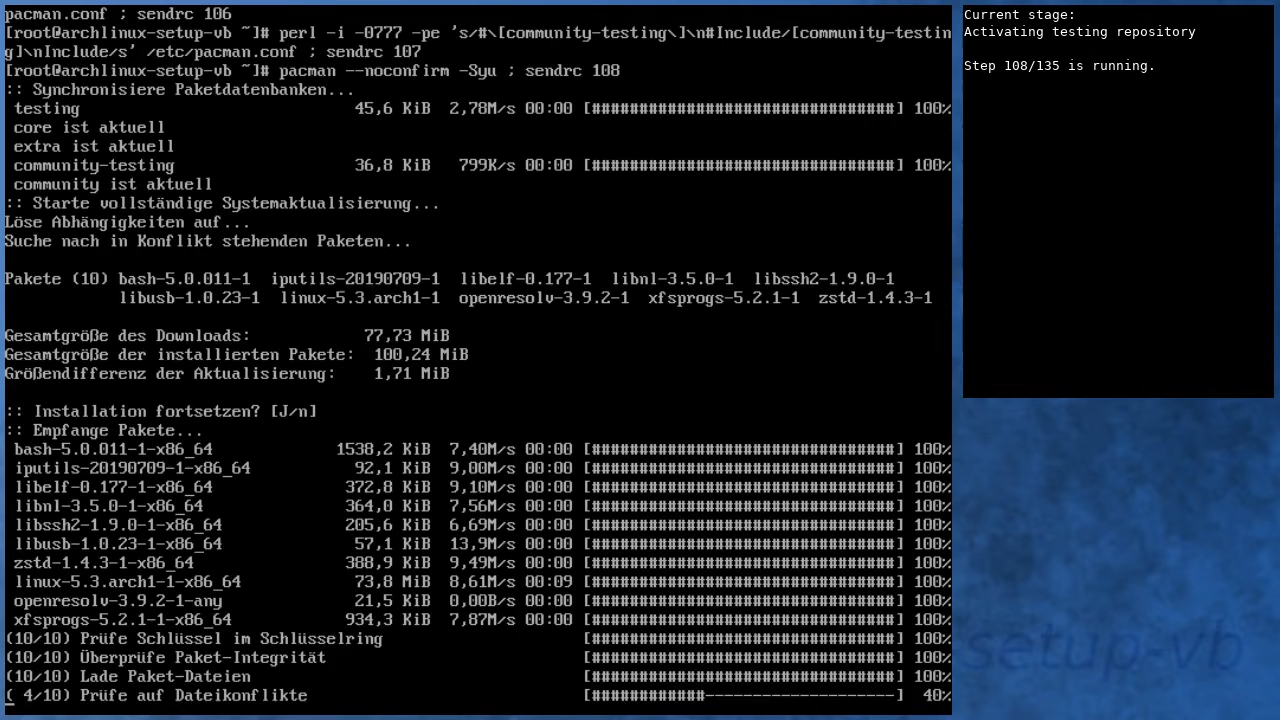 pacman.conf ; sendrc 106
[root@archlinux-setup-vb ~]# perl -i -0777 -pe 's/#\[community-testing\]\n#Include/[community-testin
g]\nInclude/s' /etc/pacman.conf ; sendrc 107
[root@archlinux-setup-vb ~]# pacman --noconfirm -Syu ; sendrc 108
:: Synchronisiere Paketdatenbanken...
testing 45,6 KiB 2,78M/s 00:00 [################################] 100%
core ist aktuell
extra ist aktuell
community-testing 36,8 KiB 799K/s 00:00 [################################] 100%
community ist aktuell
:: Starte vollständige Systemaktualisierung...
Löse Abhängigkeiten auf...
Suche nach in Konflikt stehenden Paketen...
Pakete (10) bash-5.0.011-1 iputils-20190709-1 libelf-0.177-1 libnl-3.5.0-1 libssh2-1.9.0-1
libusb-1.0.23-1 linux-5.3.arch1-1 openresolv-3.9.2-1 xfsprogs-5.2.1-1 zstd-1.4.3-1
Gesamtgröße des Downloads: 77,73 MiB
Gesamtgröße der installierten Pakete: 100,24 MiB
Größendifferenz der Aktualisierung: 1,71 MiB
:: Installation fortsetzen? [J/n]
:: Empfange Pakete...
bash-5.0.011-1-x86_64 1538,2 KiB 7,40M/s 00:00 [################################] 100%
iputils-20190709-1-x86_64 92,1 KiB 9,00M/s 00:00 [################################] 100%
libelf-0.177-1-x86_64 372,8 KiB 9,10M/s 00:00 [################################] 100%
libnl-3.5.0-1-x86_64 364,0 KiB 7,56M/s 00:00 [################################] 100%
libssh2-1.9.0-1-x86_64 205,6 KiB 6,69M/s 00:00 [################################] 100%
libusb-1.0.23-1-x86_64 57,1 KiB 13,9M/s 00:00 [################################] 100%
zstd-1.4.3-1-x86_64 388,9 KiB 9,49M/s 00:00 [################################] 100%
linux-5.3.arch1-1-x86_64 73,8 MiB 8,61M/s 00:09 [################################] 100%
openresolv-3.9.2-1-any 21,5 KiB 0,00B/s 00:00 [################################] 100%
xfsprogs-5.2.1-1-x86_64 934,3 KiB 7,87M/s 00:00 [################################] 100%
(10/10) Prüfe Schlüssel im Schlüsselring [################################] 100%
(10/10) Überprüfe Paket-Integrität [################################] 100%
(10/10) Lade Paket-Dateien [################################] 100%
( 4/10) Prüfe auf Dateikonflikte [############--------------------] 40%
Current stage:
Activating testing repository
Step 108/135 is running.
setup-vb